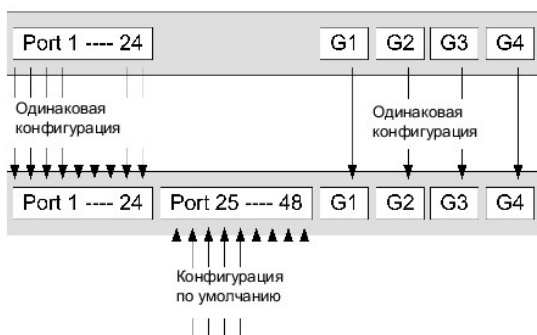 Port 1 ---- 24 G1 G2 G3 G4
Одинаковая
конфигурация
Одинаковая
конфигурация
Port 1 ---- 24 Port 25 ---- 48 G1 G2 G3 G4
Конфигурация
по умолчанию